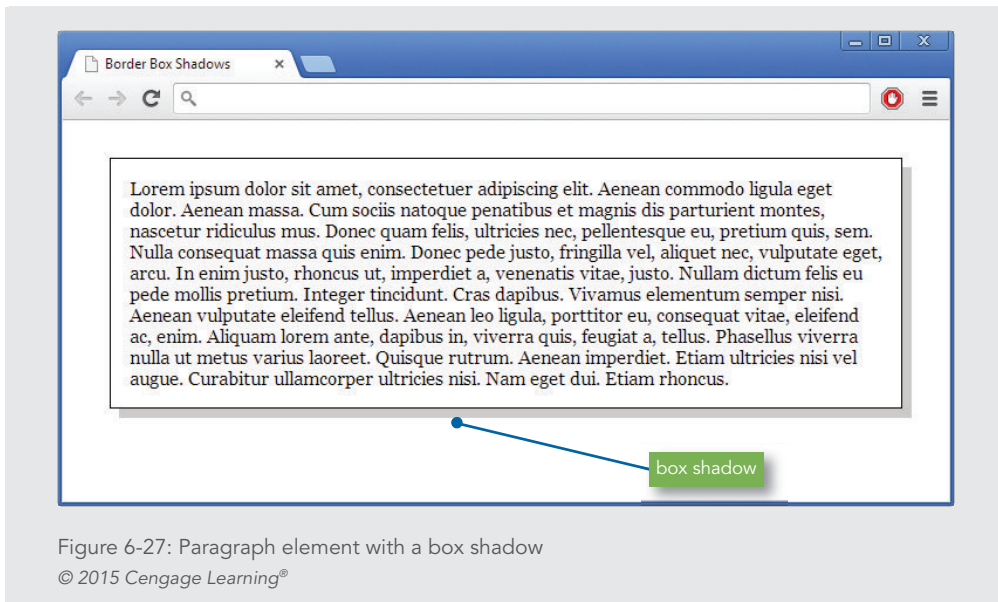 Border Box Shadows
Lorem ipsum dolor sit amet, consectetuer adipiscing elit. Aenean commodo ligula eget
dolor. Aenean massa. Cum sociis natoque penatibus et magnis dis parturient montes,
nascetur ridiculus mus. Donec quam felis, ultricies nec, pellentesque eu, pretium quis, sem.
Nulla consequat massa quis enim. Donec pede justo, fringilla vel, aliquet nec, vulputate eget,
arcu. In enim justo, rhoncus ut, imperdiet a, venenatis vitae, justo. Nullam dictum felis eu
pede mollis pretium. Integer tincidunt. Cras dapibus. Vivamus elementum semper nisi.
Aenean vulputate eleifend tellus. Aenean leo ligula, porttitor eu, consequat vitae, eleifend
ac, enim. Aliquam lorem ante, dapibus in, viverra quis, feugiat a, tellus. Phasellus viverra
nulla ut metus varius laoreet. Quisque rutrum. Aenean imperdiet. Etiam ultricies nisi vel
augue. Curabitur ullamcorper ultricies nisi. Nam eget dui. Etiam rhoncus.
box shadow
Figure 6-27: Paragraph element with a box shadow
© 2015 Cengage Learning®